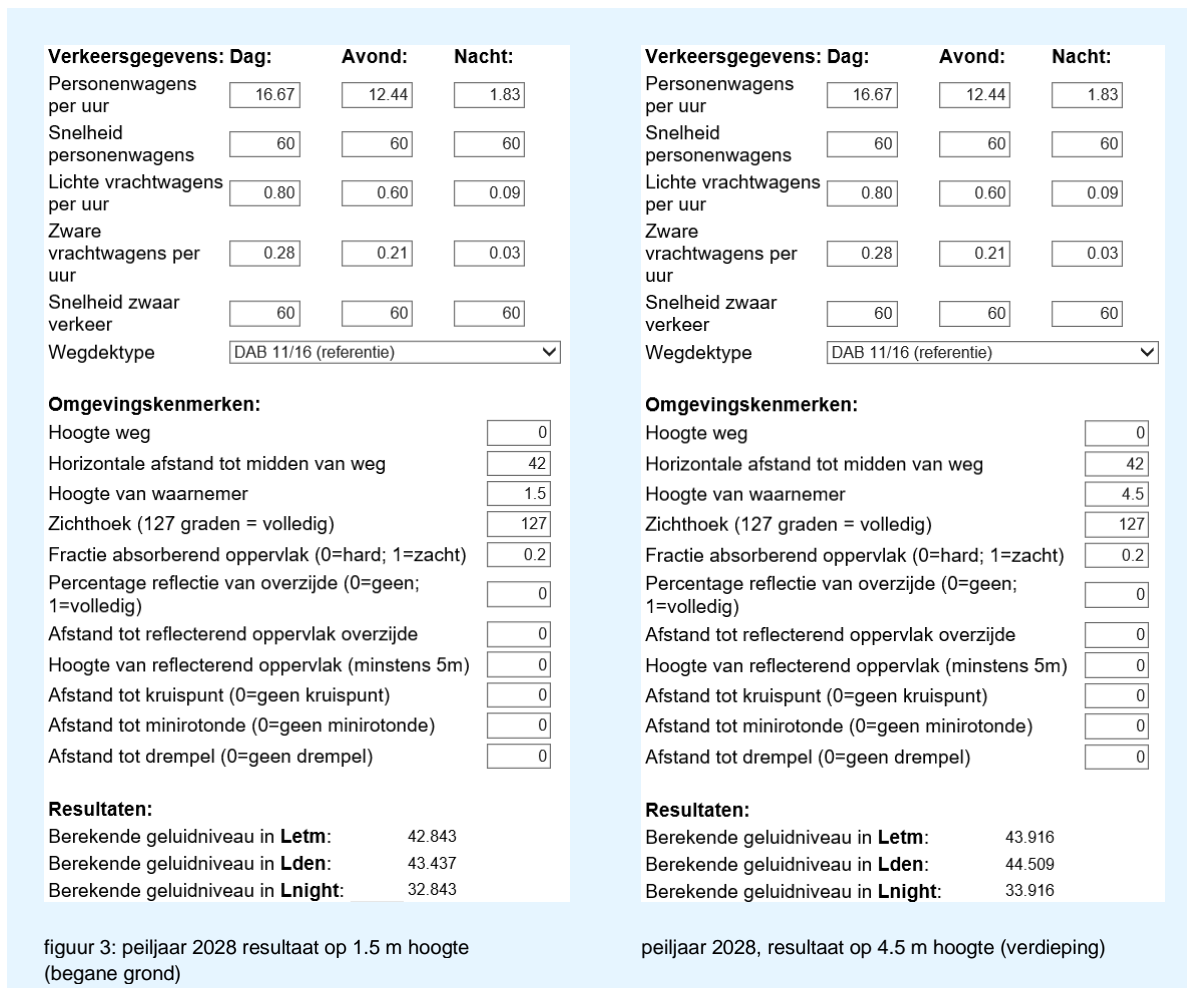 Verkeersgegevens: Dag: Avond: Nacht:
Personenwagens
per uur 16.67 12.44 1.83
Snelheid
personenwagens 60 60 60
Lichte vrachtwagens
per uur 0.80 0.60 0.09
Zware
vrachtwagens per 0.28 0.21 0.03
uur
Snelheid zwaar
verkeer 60 60 60
Wegdektype DAB 11/16 (referentie)
Omgevingskenmerken:
Hoogte weg 0
Horizontale afstand tot midden van weg 42
Hoogte van waarnemer 1.5
Zichthoek (127 graden = volledig) 127
Fractie absorberend oppervlak (0=hard; 1=zacht) 0.2
Percentage reflectie van overzijde (0=geen;
1=volledig) 0
Afstand tot reflecterend oppervlak overzijde 0
Hoogte van reflecterend oppervlak (minstens 5m) 0
Afstand tot kruispunt (0=geen kruispunt) 0
Afstand tot minirotonde (0=geen minirotonde) 0
Afstand tot drempel (0=geen drempel) 0
Resultaten:
Berekende geluidniveau in Letm: 42.843
Berekende geluidniveau in Lden: 43.437
Berekende geluidniveau in Lnight: 32.843
figuur 3: peiljaar 2028 resultaat op 1.5 m hoogte
(begane grond)
Verkeersgegevens: Dag: Avond: Nacht:
Personenwagens
per uur 16.67 12.44 1.83
Snelheid
personenwagens 60 60 60
Lichte vrachtwagens
per uur 0.80 0.60 0.09
Zware
vrachtwagens per 0.28 0.21 0.03
uur
Snelheid zwaar
verkeer 60 60 60
Wegdektype DAB 11/16 (referentie)
Omgevingskenmerken:
Hoogte weg 0
Horizontale afstand tot midden van weg 42
Hoogte van waarnemer 4.5
Zichthoek (127 graden = volledig) 127
Fractie absorberend oppervlak (0=hard; 1=zacht) 0.2
Percentage reflectie van overzijde (0=geen;
1=volledig) 0
Afstand tot reflecterend oppervlak overzijde 0
Hoogte van reflecterend oppervlak (minstens 5m) 0
Afstand tot kruispunt (0=geen kruispunt) 0
Afstand tot minirotonde (0=geen minirotonde) 0
Afstand tot drempel (0=geen drempel) 0
Resultaten:
Berekende geluidniveau in Letm: 43.916
Berekende geluidniveau in Lden: 44.509
Berekende geluidniveau in Lnight: 33.916
peiljaar 2028, resultaat op 4.5 m hoogte (verdieping)